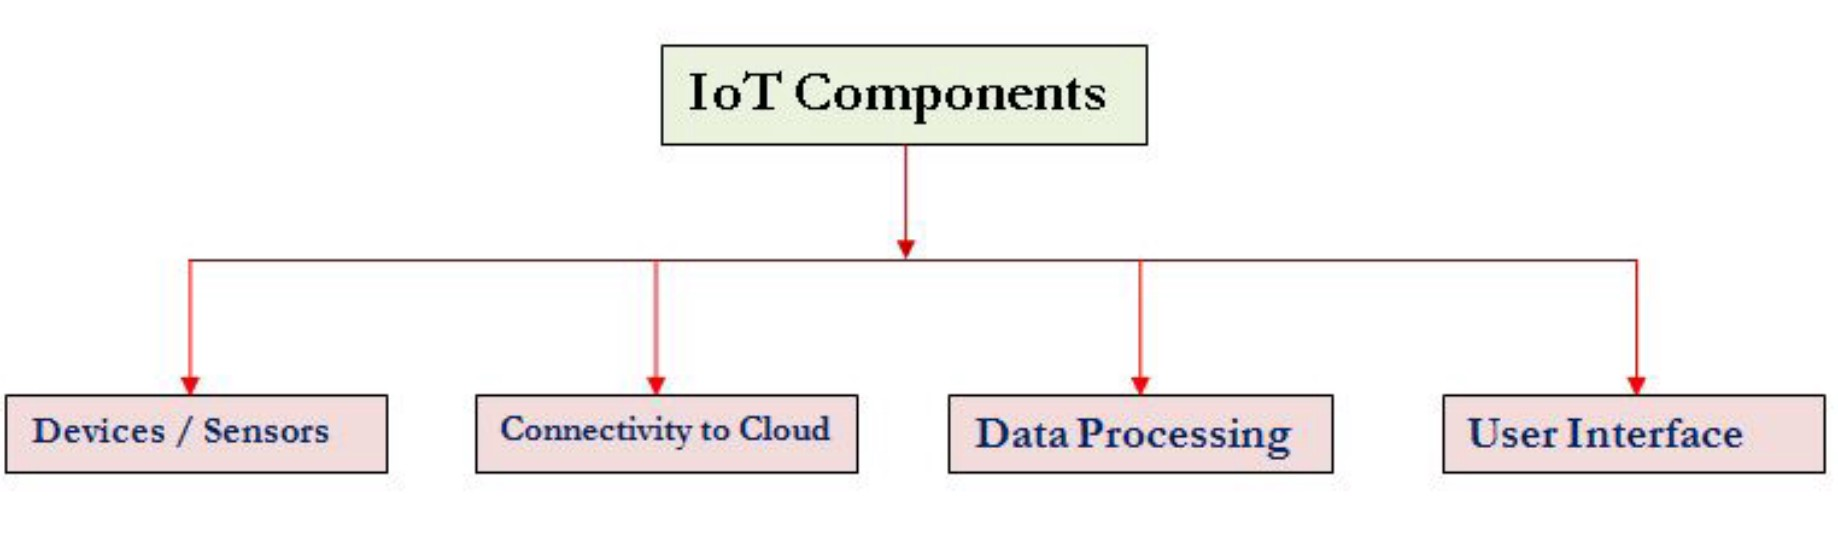 IoT Components
Devices / Sensors
Connectivity to Cloud
Data Processing
User Interface